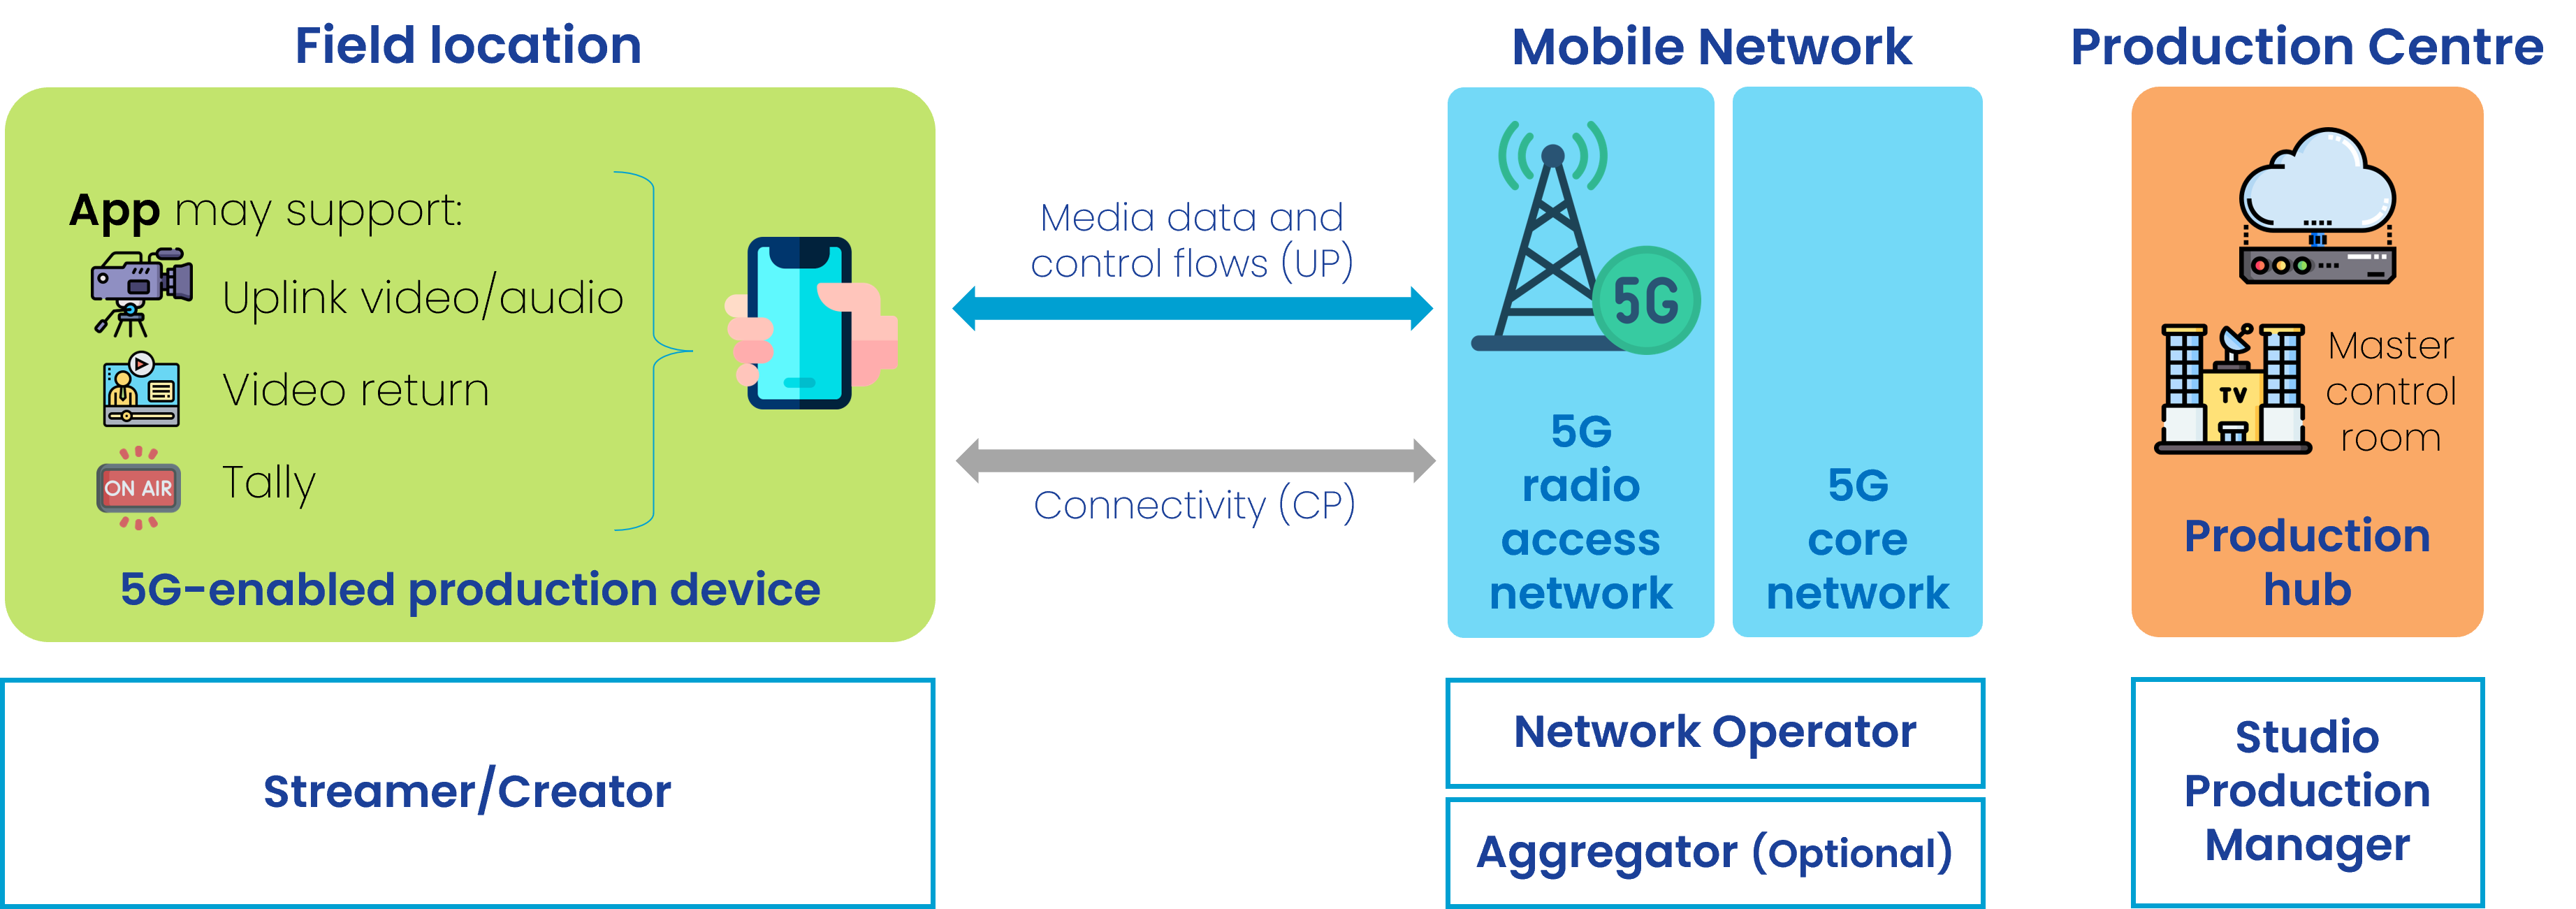 Field location
App may support:
Uplink video/audio
Video return
ON AIR
Tally
5G-enabled production device
Streamer/Creator
Media data and
control flows (UP)
Connectivity (CP)
Mobile Network
5G
5G
radio
access
network
5G
core
network
Network Operator
Aggregator (Optional)
Production Centre
TV
Master
control
room
Production
hub
Studio
Production
Manager